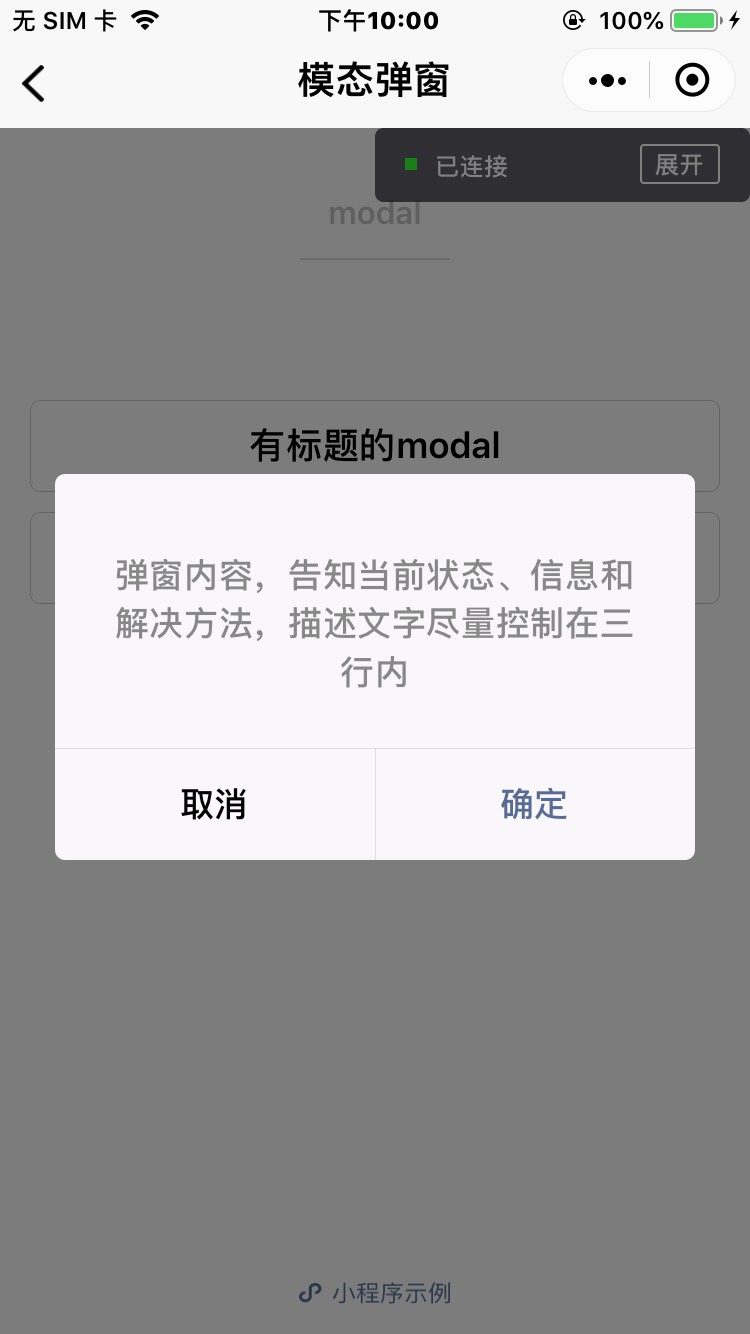 无 SIM 卡 下午10:00 100%
模态弹窗
已连接 展开
modal
有标题的modal
弹窗内容，告知当前状态、信息和
解决方法，描述文字尽量控制在三
行内
取消 确定
小程序示例